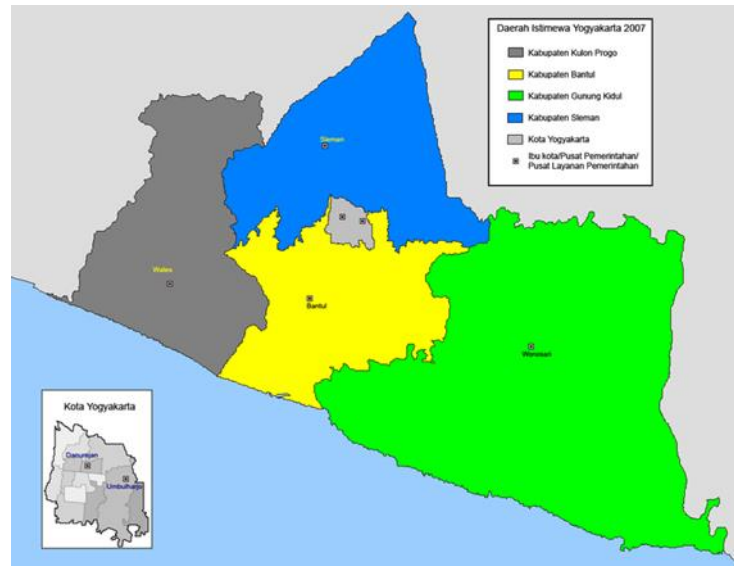 Daerah Istimewa Yogyakarta 2007
Kabupaten Kulon Progo
Kabupaten Bantul
Kabupaten Gunung Kidul
Kabupaten Sleman
Kota Yogyakarta
Ibu kota/Pusat Pemerintahan/
Pusat Layanan Pemerintahan
Sleman
Wates
Bantul
Wonosari
Kota Yogyakarta
Danurejan
Umbulharjo